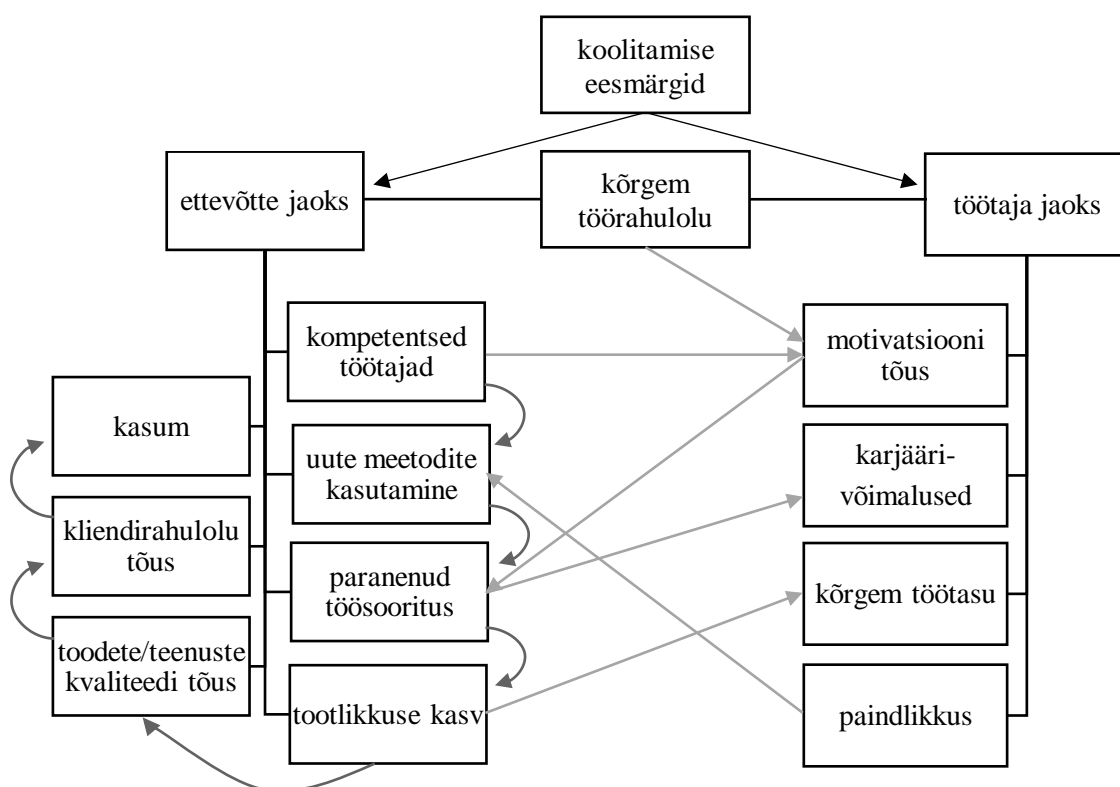 koolitamise
eesmärgid
ettevõtte jaoks
kõrgem
töörahulolu
töötaja jaoks
kompetentsed
töötajad
motivatsiooni
tõus
kasum
uute meetodite
kasutamine
karjääri-
võimalused
kliendirahulolu
tõus
paranenud
töösooritus
kõrgem töötasu
toodete/teenuste
kvaliteedi tõus
tootlikkuse kasv
paindlikkus